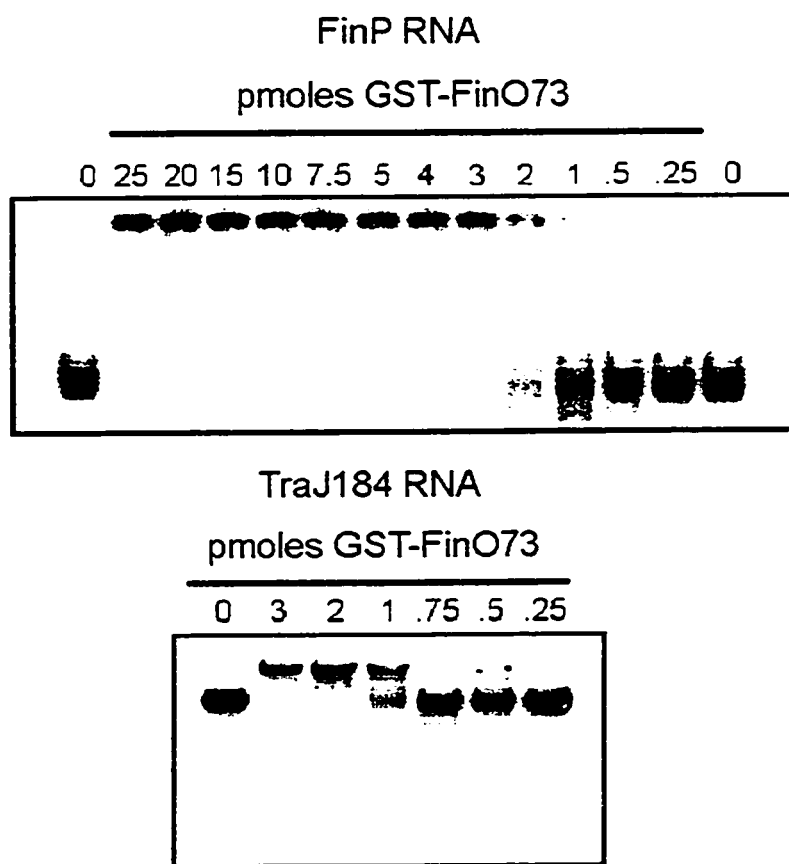 FinP RNA
pmoles GST-FinO73
0 25 20 15 10 7.5 5 4 3 2 1 .5 .25 0
TraJ184 RNA
pmoles GST-FinO73
0 3 2 1 .75 .5 .25